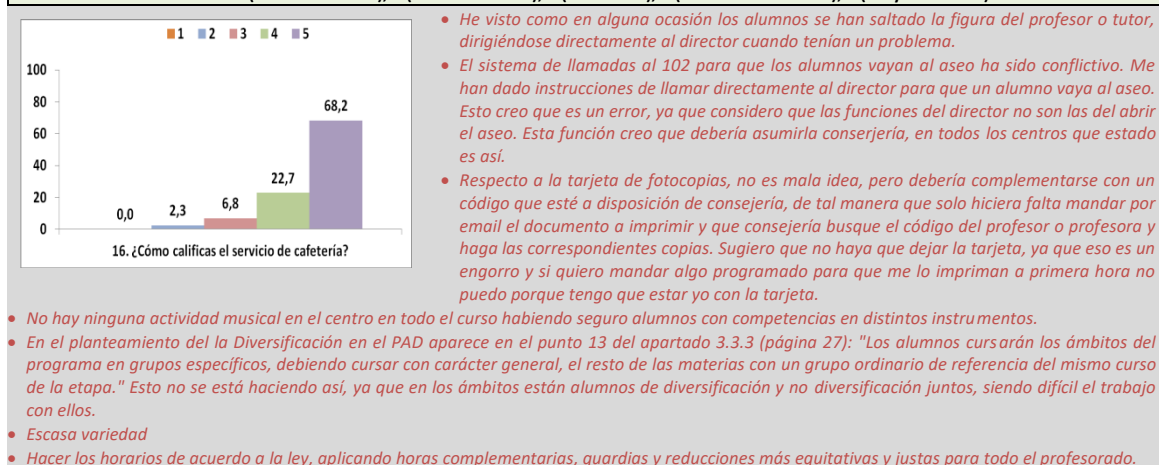 1 2 3 4 5
100
80
60
40
20
0
0,0
2,3
6,8
22,7
68,2
16. ¿Cómo calificas el servicio de cafetería?
• He visto como en alguna ocasión los alumnos se han saltado la figura del profesor o tutor,
dirigiéndose directamente al director cuando tenían un problema.
• El sistema de llamadas al 102 para que los alumnos vayan al aseo ha sido conflictivo. Me
han dado instrucciones de llamar directamente al director para que un alumno vaya al aseo.
Esto creo que es un error, ya que considero que las funciones del director no son las del abrir
el aseo. Esta función creo que debería asumirla conserjería, en todos los centros que estado
es así.
• Respecto a la tarjeta de fotocopias, no es mala idea, pero debería complementarse con un
código que esté a disposición de consejería, de tal manera que solo hiciera falta mandar por
email el documento a imprimir y que consejería busque el código del profesor o profesora y
haga las correspondientes copias. Sugiero que no haya que dejar la tarjeta, ya que eso es un
engorro y si quiero mandar algo programado para que me lo impriman a primera hora no
puedo porque tengo que estar yo con la tarjeta.
• No hay ninguna actividad musical en el centro en todo el curso habiendo seguro alumnos con competencias en distintos instrumentos.
• En el planteamiento del la Diversificación en el PAD aparece en el punto 13 del apartado 3.3.3 (página 27): "Los alumnos cursarán los ámbitos del
programa en grupos específicos, debiendo cursar con carácter general, el resto de las materias con un grupo ordinario de referencia del mismo curso
de la etapa." Esto no se está haciendo así, ya que en los ámbitos están alumnos de diversificación y no diversificación juntos, siendo difícil el trabajo
con ellos.
• Escasa variedad
• Hacer los horarios de acuerdo a la ley, aplicando horas complementarias, guardias y reducciones más equitativas y justas para todo el profesorado.